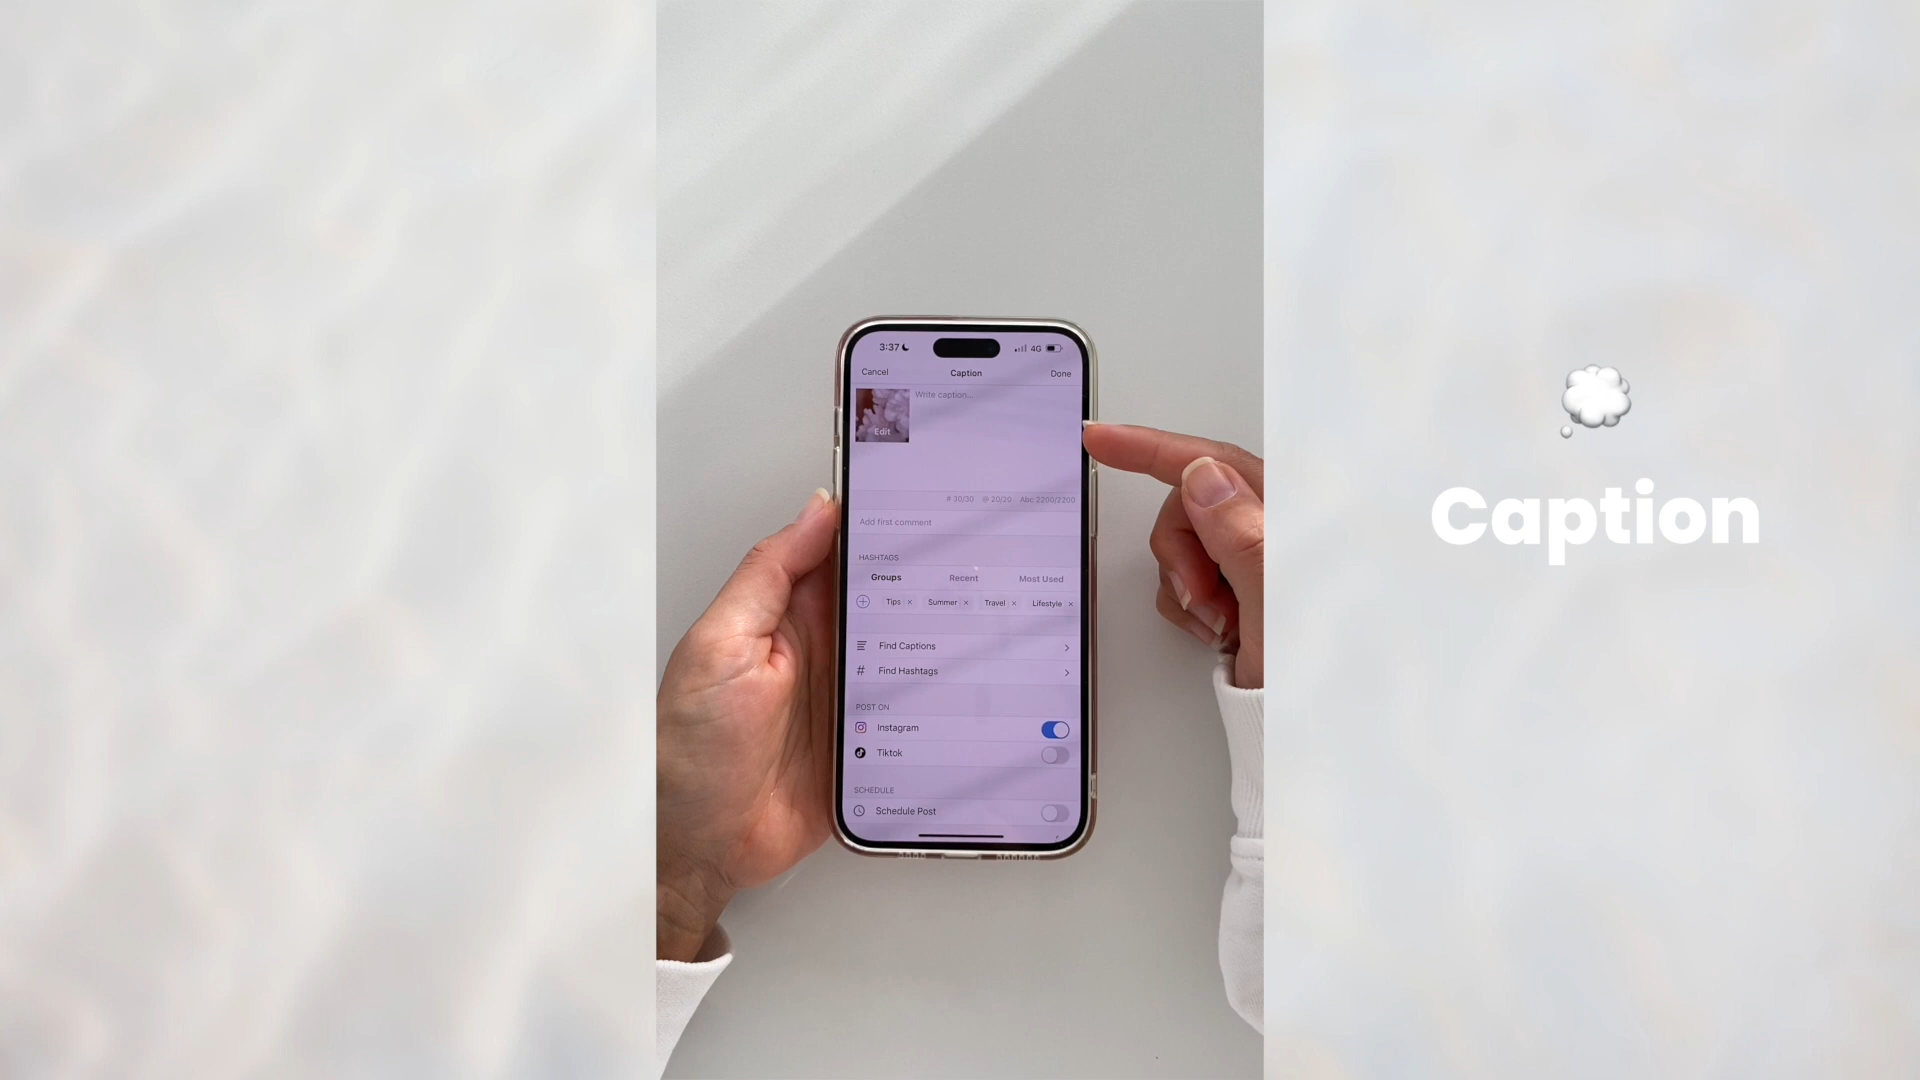 3:37
4G
Cancel
Caption
Done
Write caption...
Edit
# 30/30 @ 20/20 Abc 2200/2200
Add first comment
HASHTAGS
Groups
Recent
Most Used
Tips ×
Summer ×
Travel ×
Lifestyle ×
Find Captions
# Find Hashtags
POST ON
Instagram
Tiktok
SCHEDULE
Schedule Post
Caption